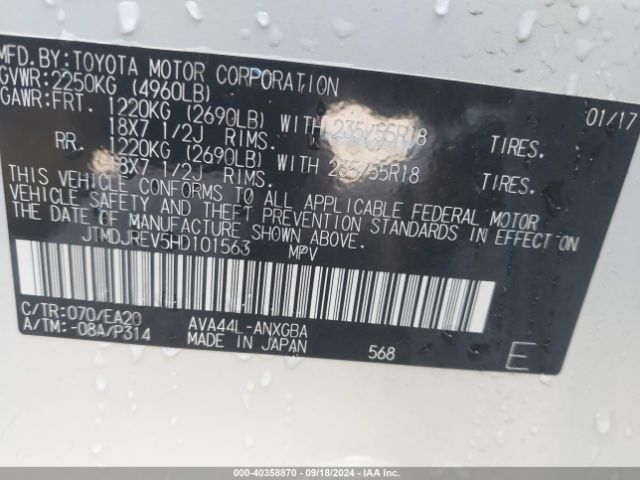 MFD.BY:TOYOTA MOTOR CORPORATION 01/17
GVWR:2250KG (4960LB)
GAWR:FRT. 1220KG (2690LB) WITH 235/55R18
18X7 1/2J RIMS. TIRES.
RR. 1220KG (2690LB) WITH 235/55R18
18X7 1/2J RIMS. TIRES.
THIS VEHICLE CONFORMS TO ALL APPLICABLE FEDERAL MOTOR
VEHICLE SAFETY AND THEFT PREVENTION STANDARDS IN EFFECT ON
THE DATE OF MANUFACTURE SHOWN ABOVE.
JTMDJREV5HD101563 MPV
C/TR:070/EA20 AVA44L-ANXGBA
A/TM:-08A/P314 MADE IN JAPAN 568 E
000-40358870 - 09/18/2024 - IAA Inc.